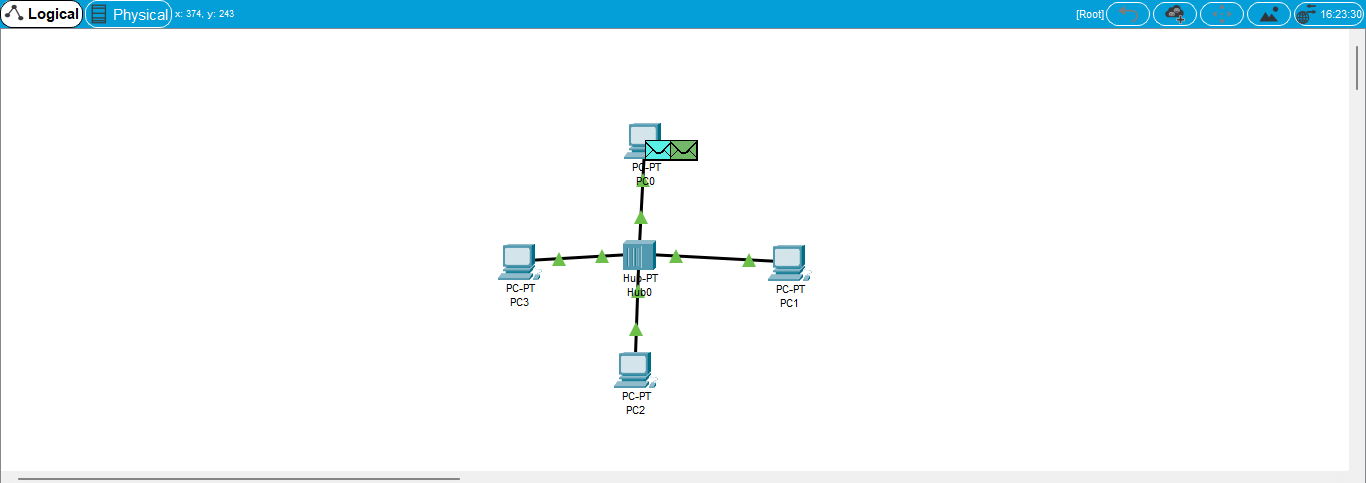 Logical
Physical
x: 374, y: 243
[Root]
16:23:30
PC-PT
PC0
PC-PT
PC3
Hub-PT
Hub0
PC-PT
PC1
PC-PT
PC2